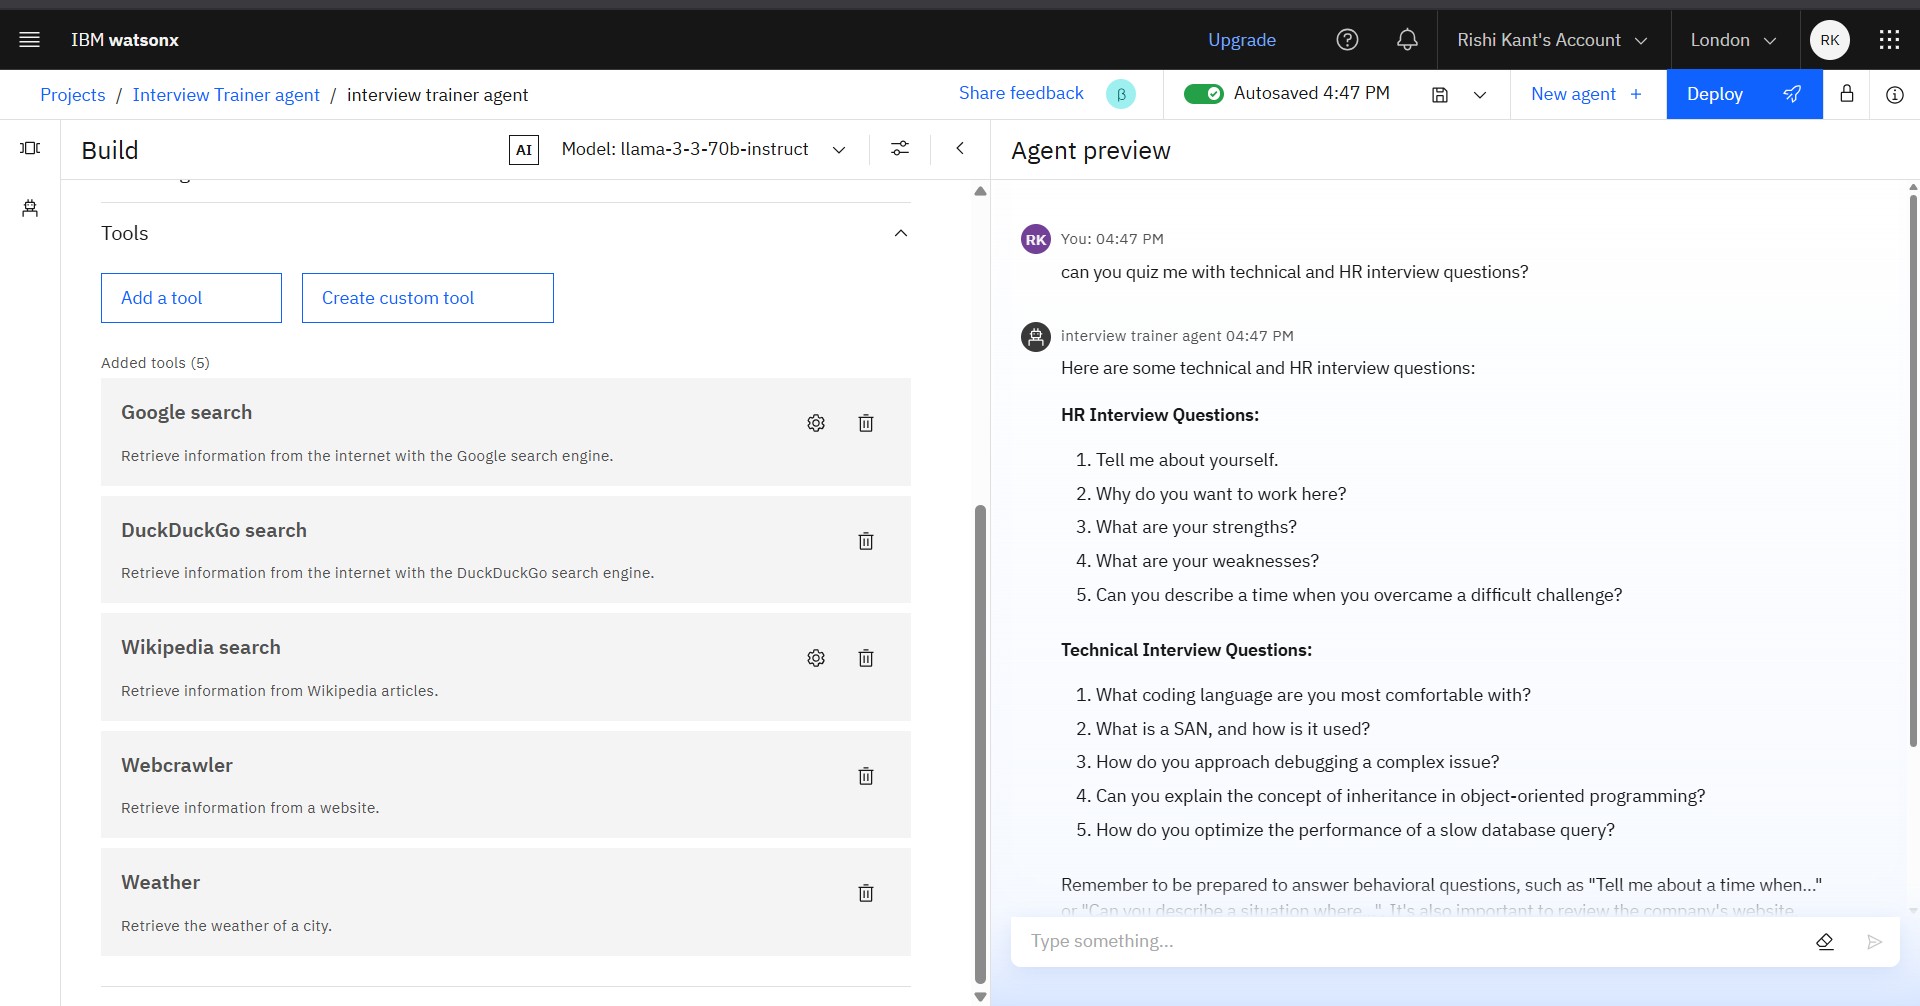 IBM watsonx
Upgrade
Rishi Kant's Account
London
RK
Projects / Interview Trainer agent / interview trainer agent
Share feedback
β
Autosaved 4:47 PM
New agent +
Deploy
Build
AI
Model: llama-3-3-70b-instruct
Tools
Add a tool
Create custom tool
Added tools (5)
Google search
Retrieve information from the internet with the Google search engine.
DuckDuckGo search
Retrieve information from the internet with the DuckDuckGo search engine.
Wikipedia search
Retrieve information from Wikipedia articles.
Webcrawler
Retrieve information from a website.
Weather
Retrieve the weather of a city.
Agent preview
RK
You: 04:47 PM
can you quiz me with technical and HR interview questions?
interview trainer agent 04:47 PM
Here are some technical and HR interview questions:
HR Interview Questions:
1. Tell me about yourself.
2. Why do you want to work here?
3. What are your strengths?
4. What are your weaknesses?
5. Can you describe a time when you overcame a difficult challenge?
Technical Interview Questions:
1. What coding language are you most comfortable with?
2. What is a SAN, and how is it used?
3. How do you approach debugging a complex issue?
4. Can you explain the concept of inheritance in object-oriented programming?
5. How do you optimize the performance of a slow database query?
Remember to be prepared to answer behavioral questions, such as "Tell me about a time when..."
or "Can you describe a situation where...". It's also important to review the company's website
Type something...